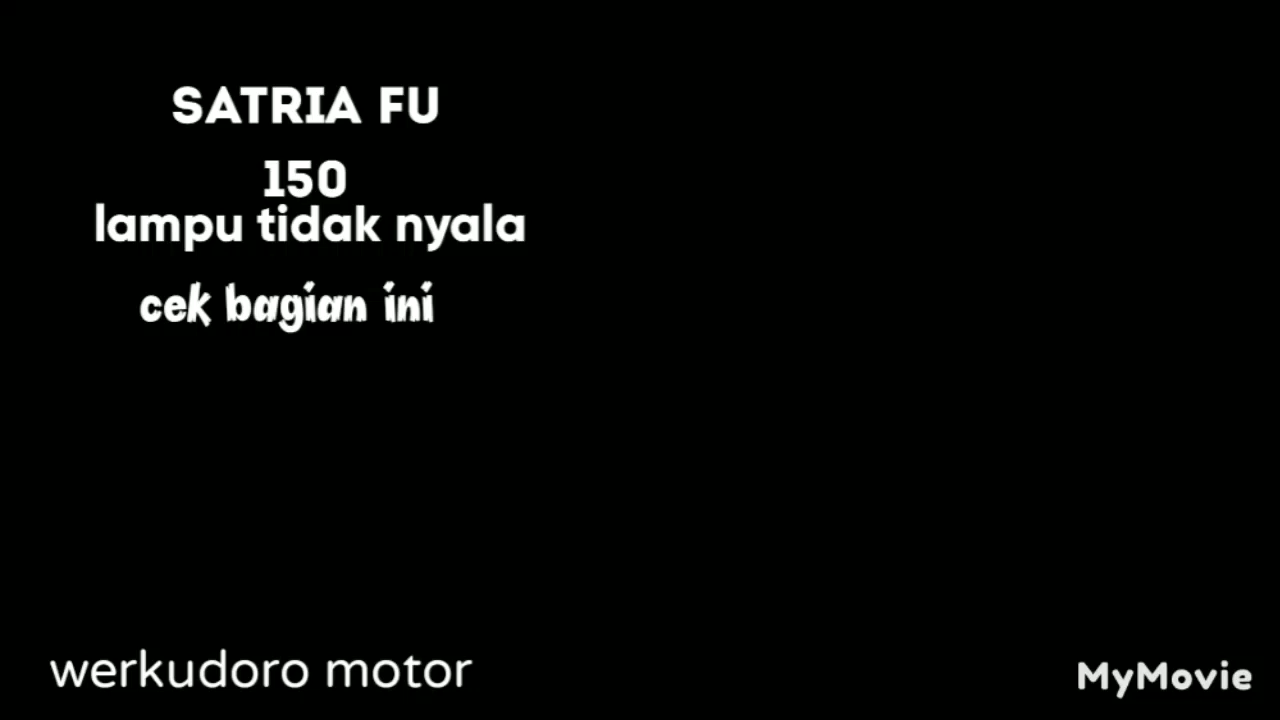 SATRIA FU
150
lampu tidak nyala
cek bagian ini
werkudoro motor
MyMovie